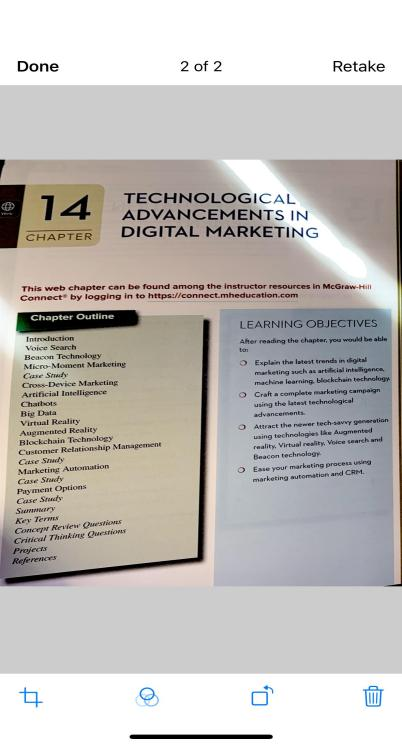 Done
2 of 2
Retake
14
CHAPTER
TECHNOLOGICAL
ADVANCEMENTS IN
DIGITAL MARKETING
This web chapter can be found among the instructor resources in McGraw-Hill
Connect® by logging in to https://connect.mheducation.com
Chapter Outline
Introduction
Voice Search
Beacon Technology
Micro-Moment Marketing
Case Study
Cross-Device Marketing
Artificial Intelligence
Chatbots
Big Data
Virtual Reality
Augmented Reality
Blockchain Technology
Customer Relationship Management
Case Study
Marketing Automation
Case Study
Payment Options
Case Study
Summary
Key Terms
Concept Review Questions
Critical Thinking Questions
Projects
References
LEARNING OBJECTIVES
After reading the chapter, you would be able
to:
Explain the latest trends in digital
marketing such as artificial intelligence,
machine learning, blockchain technology.
Craft a complete marketing campaign
using the latest technological
advancements.
Attract the newer tech-savvy generation
using technologies like Augmented
reality, Virtual reality, Voice search and
Beacon technology.
Ease your marketing process using
marketing automation and CRM.